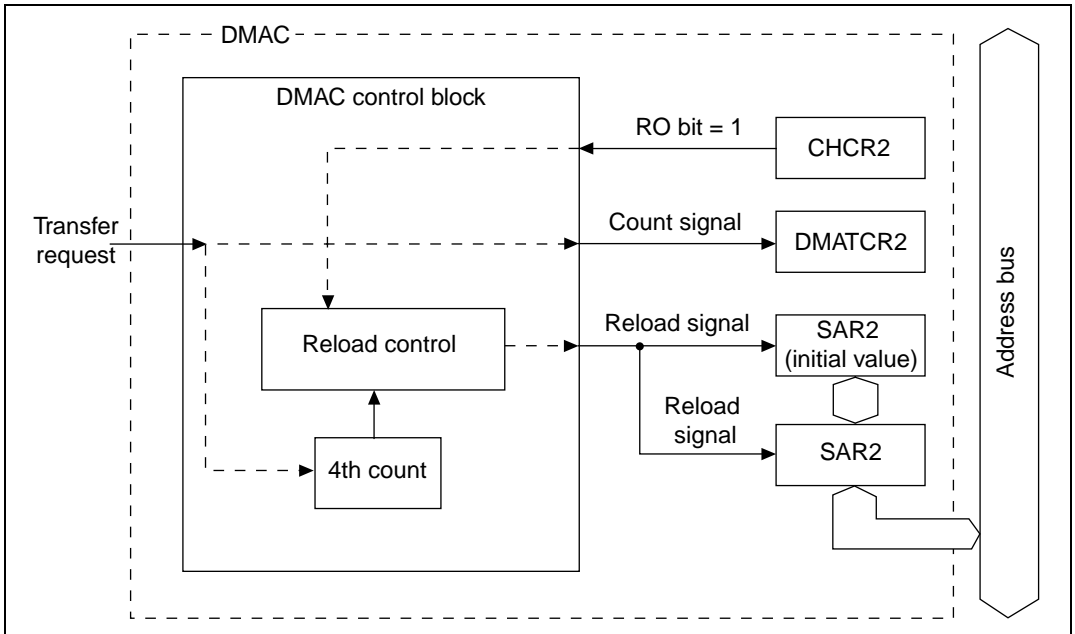 DMAC
DMAC control block
RO bit = 1
CHCR2
Transfer
request
Count signal
DMATCR2
Reload control
Reload signal
SAR2
(initial value)
Reload
signal
4th count
SAR2
Address bus